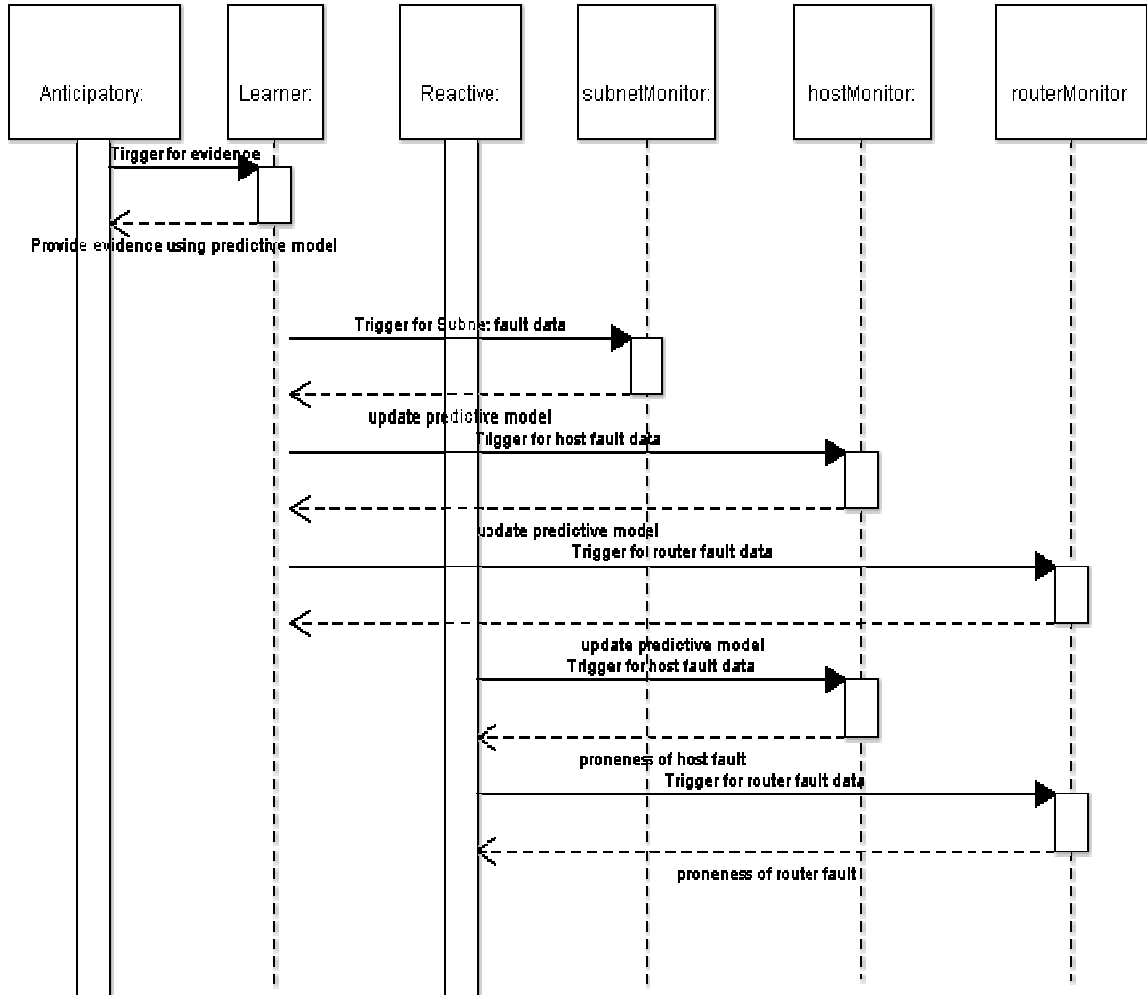 Anticipatory:
Learner:
Reactive:
subnetMonitor:
hostMonitor:
routerMonitor
Tirgger for evidence
Provide evidence using predictive model
Trigger for Subnet fault data
update predictive model
Trigger for host fault data
update predictive model
Trigger for router fault data
update predictive model
Trigger for host fault data
proneness of host fault
Trigger for router fault data
proneness of router fault